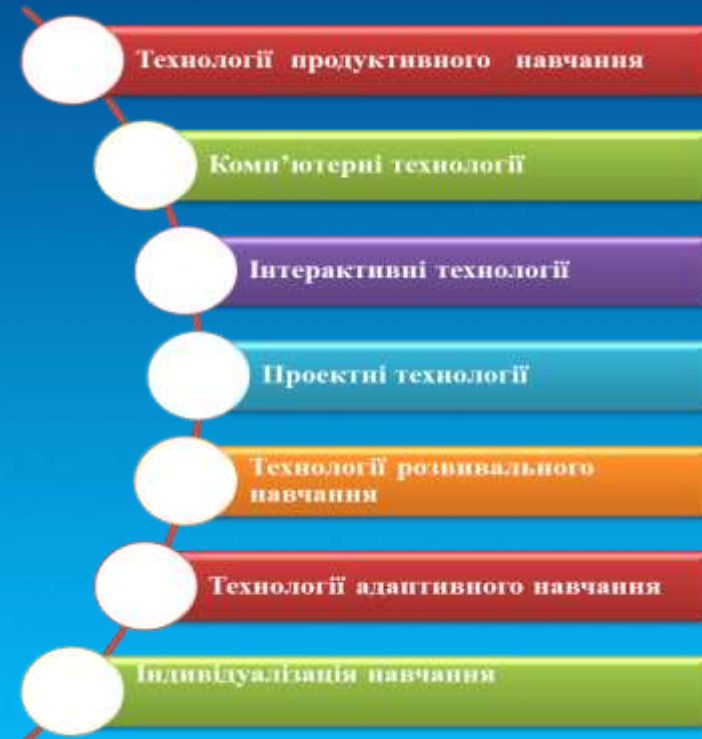 Технології продуктивного навчання
Комп’ютерні технології
Інтерактивні технології
Проектні технології
Технології розвивального
навчання
Технології адаптивного навчання
Індивідуалізація навчання